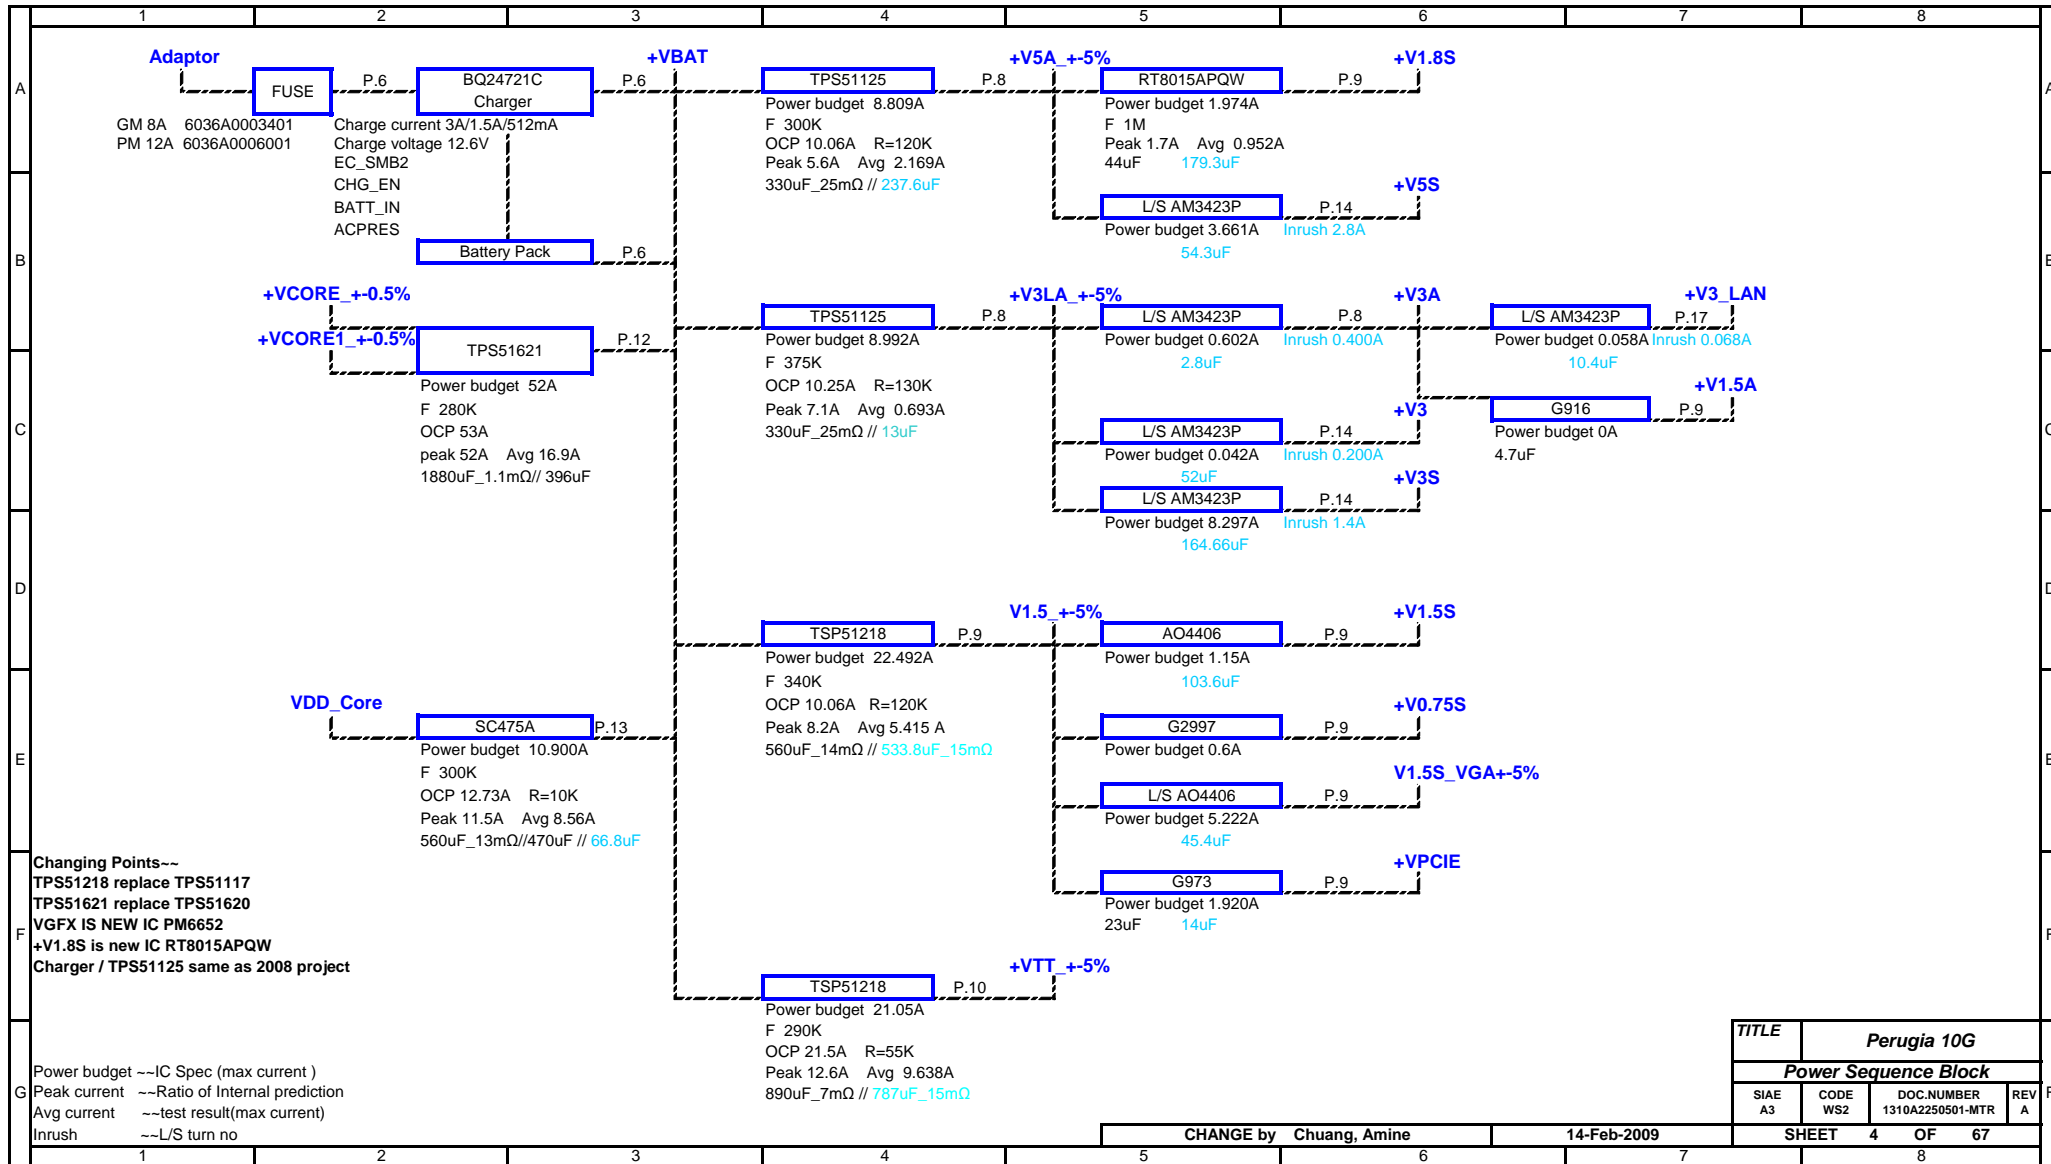 1 2 3 4 5 6 7 8
A
B
C
D
E
F
G
Adaptor
FUSE
GM 8A 6036A0003401
PM 12A 6036A0006001
P.6
BQ24721C
Charger
P.6
Charge current 3A/1.5A/512mA
Charge voltage 12.6V
EC_SMB2
CHG_EN
BATT_IN
ACPRES
Battery Pack
P.6
+VBAT
+VCORE_+-0.5%
+VCORE1_+-0.5%
TPS51621
P.12
Power budget 52A
F 280K
OCP 53A
peak 52A Avg 16.9A
1880uF_1.1mΩ// 396uF
VDD_Core
SC475A
P.13
Power budget 10.900A
F 300K
OCP 12.73A R=10K
Peak 11.5A Avg 8.56A
560uF_13mΩ//470uF // 66.8uF
TPS51125
P.8
+V5A_+-5%
Power budget 8.809A
F 300K
OCP 10.06A R=120K
Peak 5.6A Avg 2.169A
330uF_25mΩ // 237.6uF
RT8015APQW
P.9
+V1.8S
Power budget 1.974A
F 1M
Peak 1.7A Avg 0.952A
44uF 179.3uF
+V5S
L/S AM3423P
P.14
Power budget 3.661A
Inrush 2.8A
54.3uF
TPS51125
P.8
+V3LA_+-5%
Power budget 8.992A
F 375K
OCP 10.25A R=130K
Peak 7.1A Avg 0.693A
330uF_25mΩ // 13uF
L/S AM3423P
P.8
+V3A
Power budget 0.602A
Inrush 0.400A
2.8uF
L/S AM3423P
P.17
+V3_LAN
Power budget 0.058A
Inrush 0.068A
10.4uF
+V1.5A
G916
P.9
Power budget 0A
4.7uF
+V3
L/S AM3423P
P.14
Power budget 0.042A
Inrush 0.200A
52uF
+V3S
L/S AM3423P
P.14
Power budget 8.297A
Inrush 1.4A
164.66uF
TSP51218
P.9
V1.5_+-5%
Power budget 22.492A
F 340K
OCP 10.06A R=120K
Peak 8.2A Avg 5.415 A
560uF_14mΩ // 533.8uF_15mΩ
AO4406
P.9
+V1.5S
Power budget 1.15A
103.6uF
+V0.75S
G2997
P.9
Power budget 0.6A
V1.5S_VGA+-5%
L/S AO4406
P.9
Power budget 5.222A
45.4uF
+VPCIE
G973
P.9
Power budget 1.920A
23uF 14uF
TSP51218
P.10
+VTT_+-5%
Power budget 21.05A
F 290K
OCP 21.5A R=55K
Peak 12.6A Avg 9.638A
890uF_7mΩ // 787uF_15mΩ
Changing Points~~
TPS51218 replace TPS51117
TPS51621 replace TPS51620
VGFX IS NEW IC PM6652
+V1.8S is new IC RT8015APQW
Charger / TPS51125 same as 2008 project
Power budget ~~IC Spec (max current )
Peak current ~~Ratio of Internal prediction
Avg current ~~test result(max current)
Inrush ~~L/S turn no
TITLE
Perugia 10G
Power Sequence Block
SIAE CODE DOC.NUMBER REV
A3 WS2 1310A2250501-MTR A
CHANGE by Chuang, Amine 14-Feb-2009 SHEET 4 OF 67
1 2 3 4 5 6 7 8